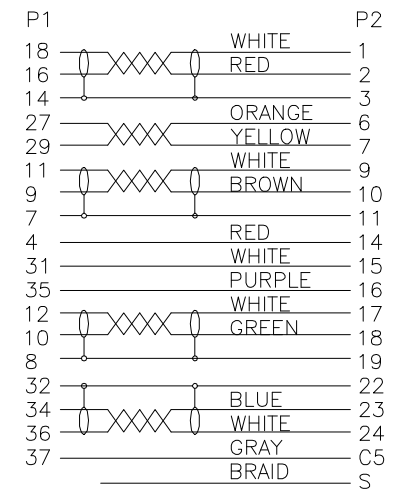 P1 P2
18 WHITE 1
16 RED 2
14 3
27 ORANGE 6
29 YELLOW 7
11 WHITE 9
9 BROWN 10
7 11
4 RED 14
31 WHITE 15
35 PURPLE 16
12 WHITE 17
10 GREEN 18
8 19
32 22
34 BLUE 23
36 WHITE 24
37 GRAY C5
BRAID S